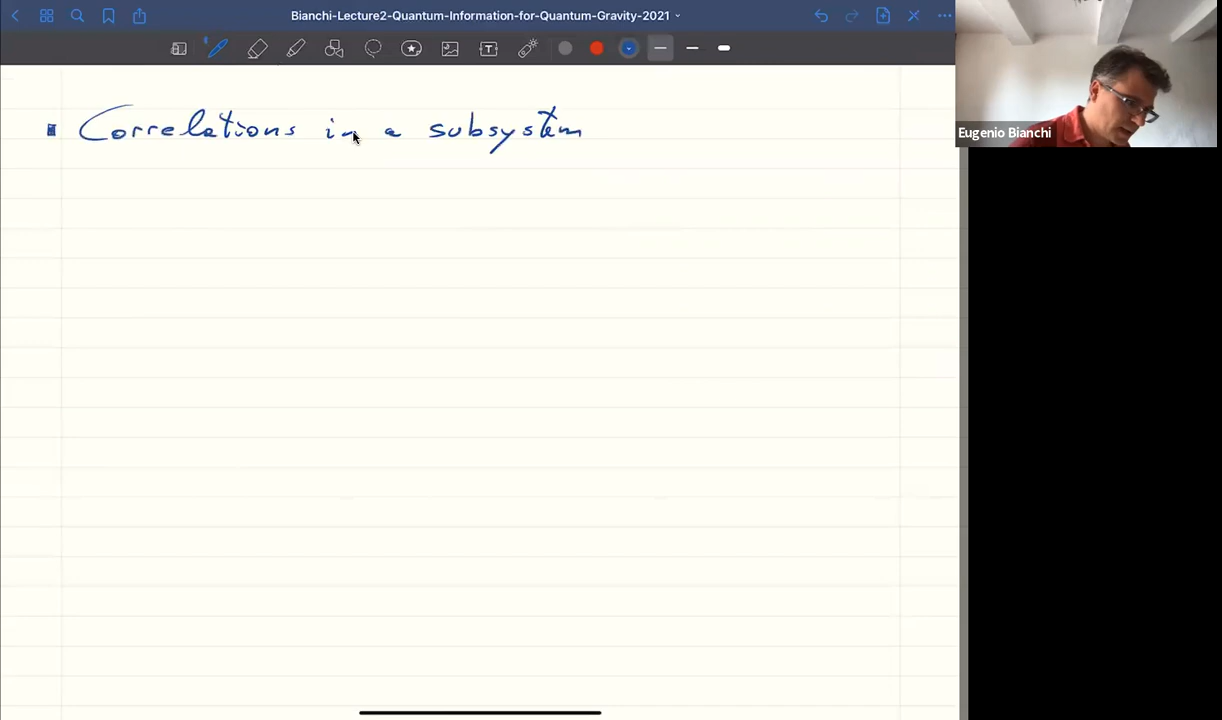 Bianchi-Lecture2-Quantum-Information-for-Quantum-Gravity-2021
Eugenio Bianchi
Correlations in a subsystem